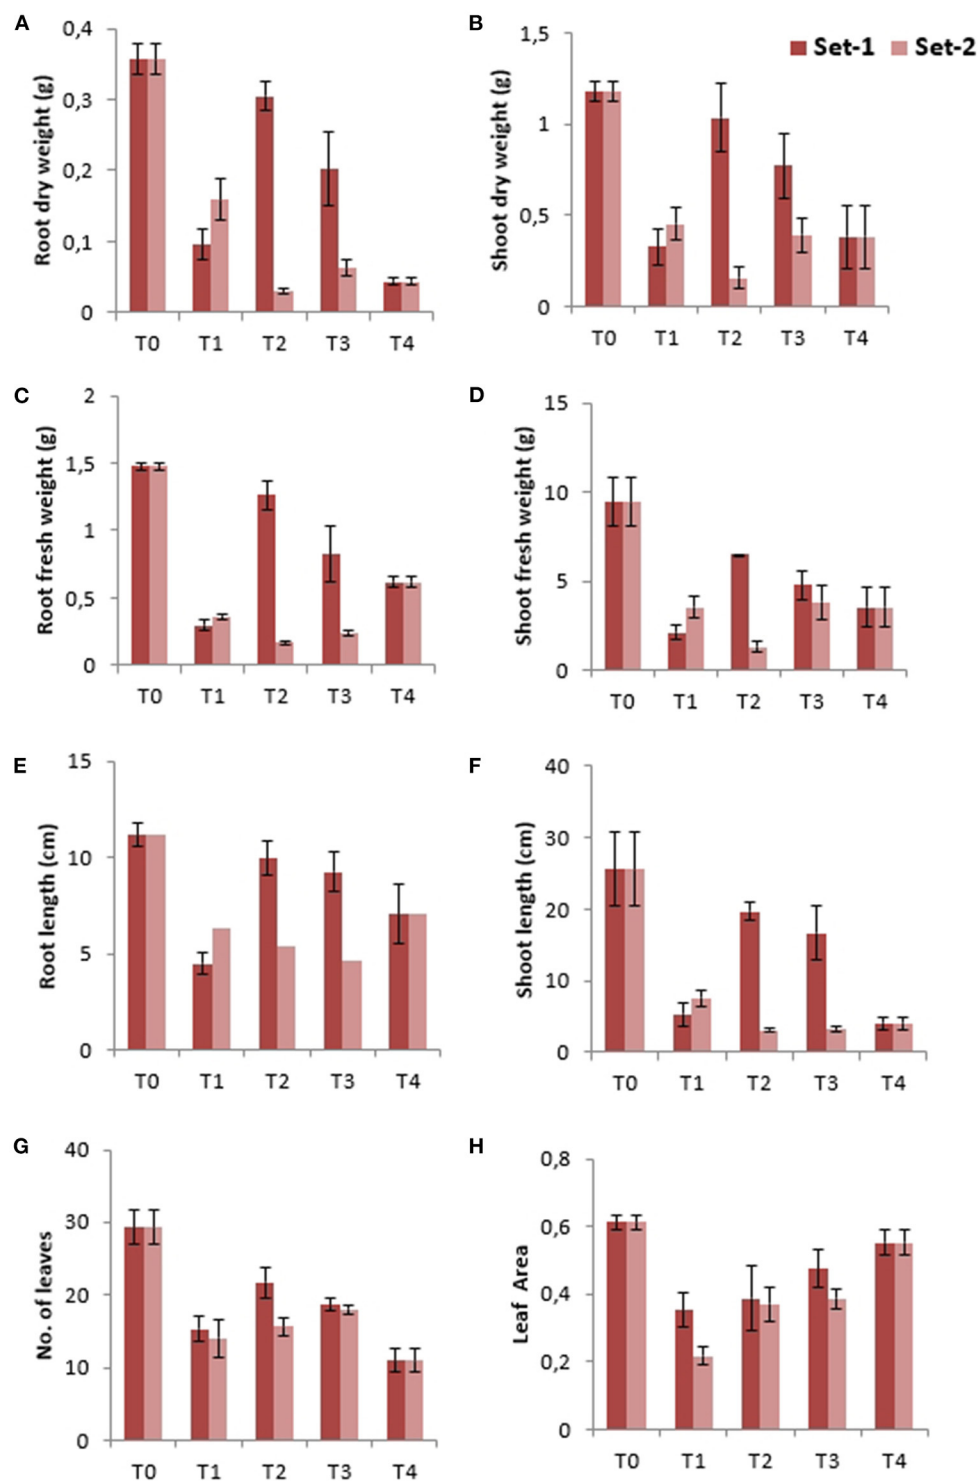 A
Root dry weight (g)
0,4
0,3
0,2
0,1
0
T0 T1 T2 T3 T4
B
Shoot dry weight (g)
1,5
1
0,5
0
T0 T1 T2 T3 T4
Set-1 Set-2
C
Root fresh weight (g)
2
1,5
1
0,5
0
T0 T1 T2 T3 T4
D
Shoot fresh weight (g)
15
10
5
0
T0 T1 T2 T3 T4
E
Root length (cm)
15
10
5
0
T0 T1 T2 T3 T4
F
Shoot length (cm)
40
30
20
10
0
T0 T1 T2 T3 T4
G
No. of leaves
40
30
20
10
0
T0 T1 T2 T3 T4
H
Leaf Area
0,8
0,6
0,4
0,2
0
T0 T1 T2 T3 T4